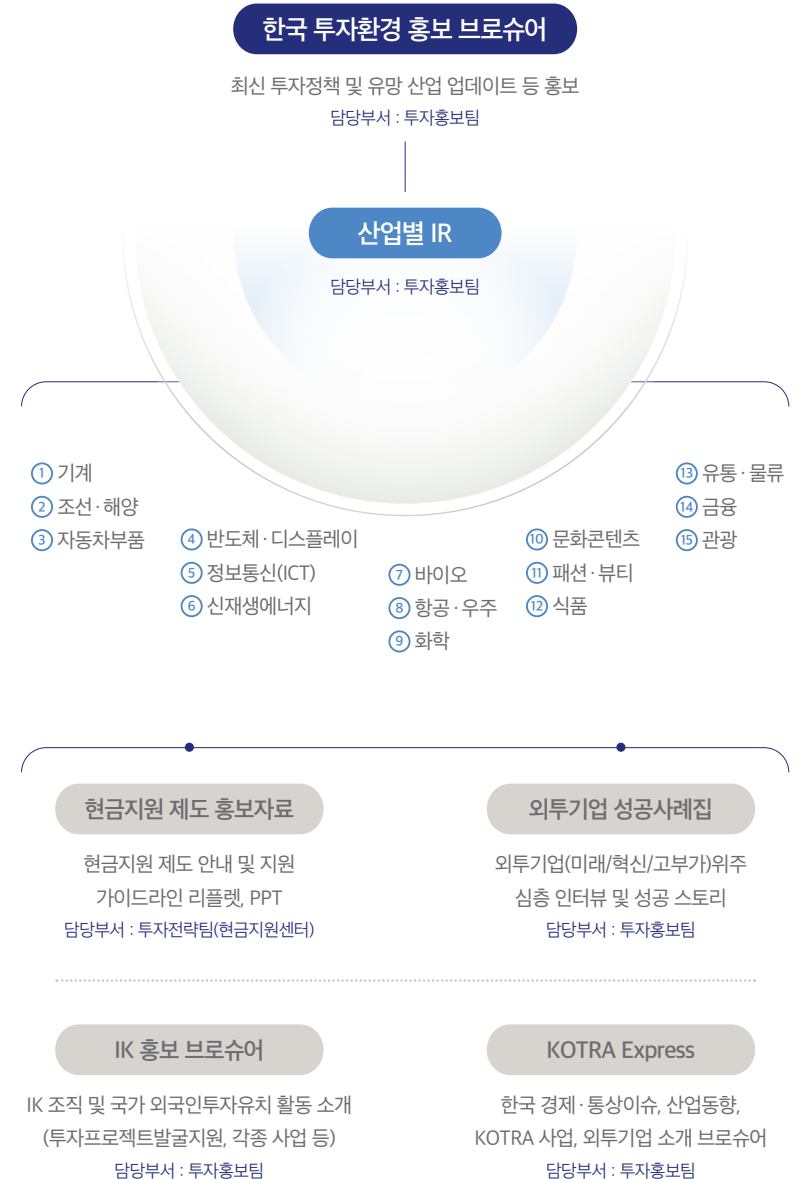 한국 투자환경 홍보 브로슈어
최신 투자정책 및 유망 산업 업데이트 등 홍보
담당부서 : 투자홍보팀
산업별 IR
담당부서 : 투자홍보팀
① 기계
② 조선·해양
③ 자동차부품
④ 반도체·디스플레이
⑤ 정보통신(ICT)
⑥ 신재생에너지
⑦ 바이오
⑧ 항공·우주
⑨ 화학
⑩ 문화콘텐츠
⑪ 패션·뷰티
⑫ 식품
⑬ 유통·물류
⑭ 금융
⑮ 관광
현금지원 제도 홍보자료
현금지원 제도 안내 및 지원
가이드라인 리플렛, PPT
담당부서 : 투자전략팀(현금지원센터)
외투기업 성공사례집
외투기업(미래/혁신/고부가)위주
심층 인터뷰 및 성공 스토리
담당부서 : 투자홍보팀
IK 홍보 브로슈어
IK 조직 및 국가 외국인투자유치 활동 소개
(투자프로젝트발굴지원, 각종 사업 등)
담당부서 : 투자홍보팀
KOTRA Express
한국 경제·통상이슈, 산업동향,
KOTRA 사업, 외투기업 소개 브로슈어
담당부서 : 투자홍보팀